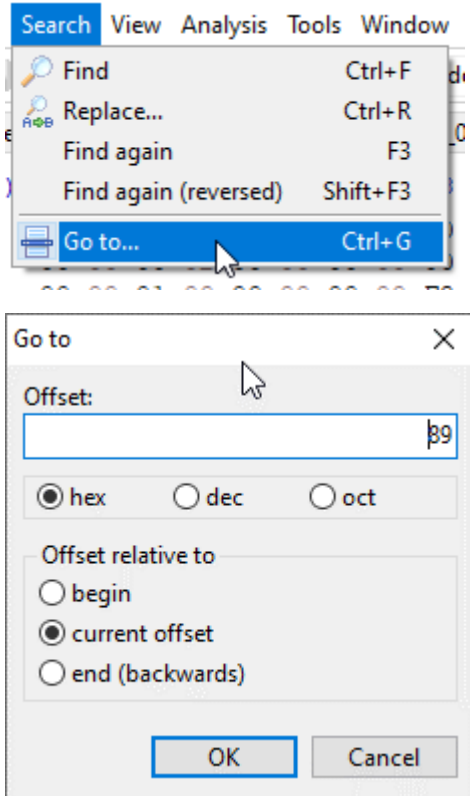 Search View Analysis Tools Window
Find Ctrl+F
Replace... Ctrl+R
Find again F3
Find again (reversed) Shift+F3
Go to... Ctrl+G
Go to
Offset:
89
hex dec oct
Offset relative to
begin
current offset
end (backwards)
OK Cancel